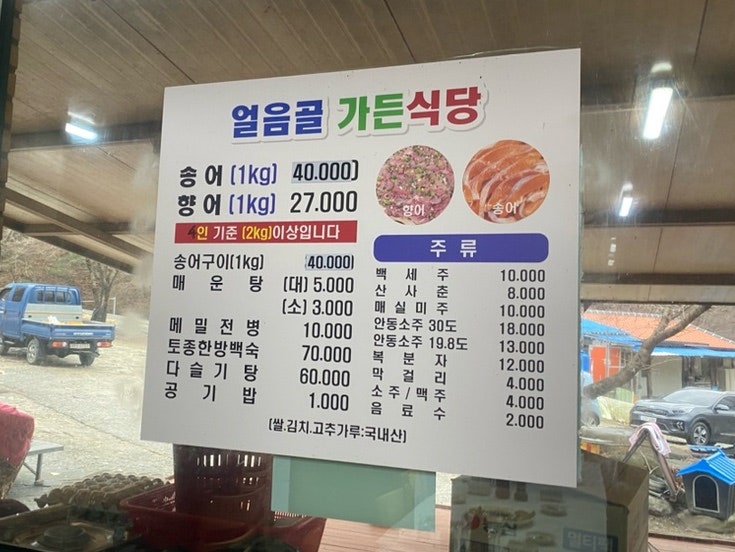 얼음골 가든식당
송어 (1kg) 40.000)
향어 (1kg) 27.000
4인 기준 (2kg)이상입니다
송어구이(1kg) 40.000)
매운탕 (대) 5.000
(소) 3.000
메밀전병 10.000
토종한방백숙 70.000
다슬기탕 60.000
공기밥 1.000
향어
송어
주류
백세주 10.000
산사춘 8.000
매실미주 10.000
안동소주 30도 18.000
안동소주 19.8도 13.000
복분자 12.000
막걸리 4.000
소주/맥주 4.000
음료수 2.000
(쌀.김치.고추가루:국내산)